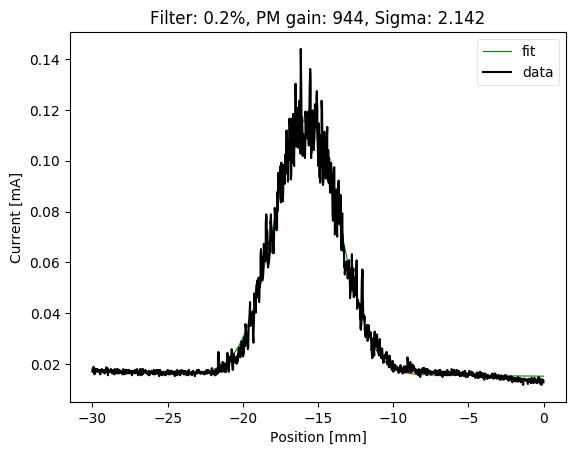 Filter: 0.2%, PM gain: 944, Sigma: 2.142
fit
data
0.14
0.12
0.10
0.08
0.06
0.04
0.02
Current [mA]
−30
−25
−20
−15
−10
−5
0
Position [mm]